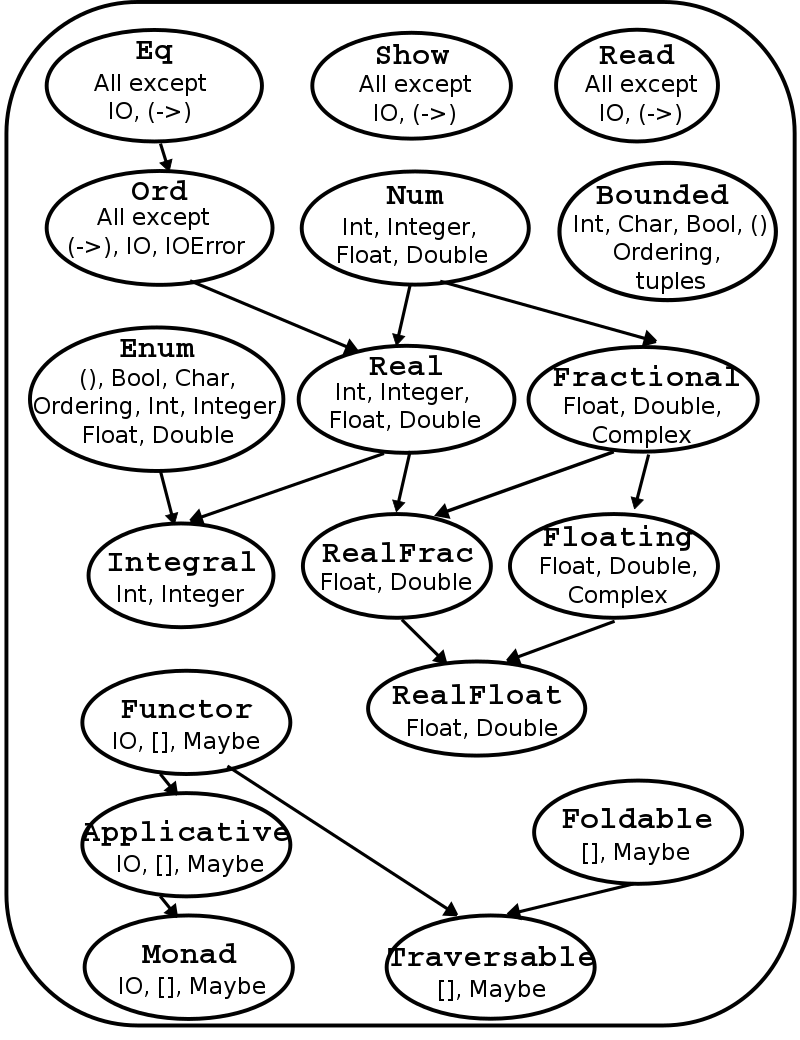 Eq
All except
IO, (->)
Show
All except
IO, (->)
Read
All except
IO, (->)
Ord
All except
(->), IO, IOError
Num
Int, Integer,
Float, Double
Bounded
Int, Char, Bool, ()
Ordering,
tuples
Enum
(), Bool, Char,
Ordering, Int, Integer
Float, Double
Real
Int, Integer,
Float, Double
Fractional
Float, Double,
Complex
Integral
Int, Integer
RealFrac
Float, Double
Floating
Float, Double,
Complex
RealFloat
Float, Double
Functor
IO, [], Maybe
Applicative
IO, [], Maybe
Foldable
[], Maybe
Monad
IO, [], Maybe
Traversable
[], Maybe